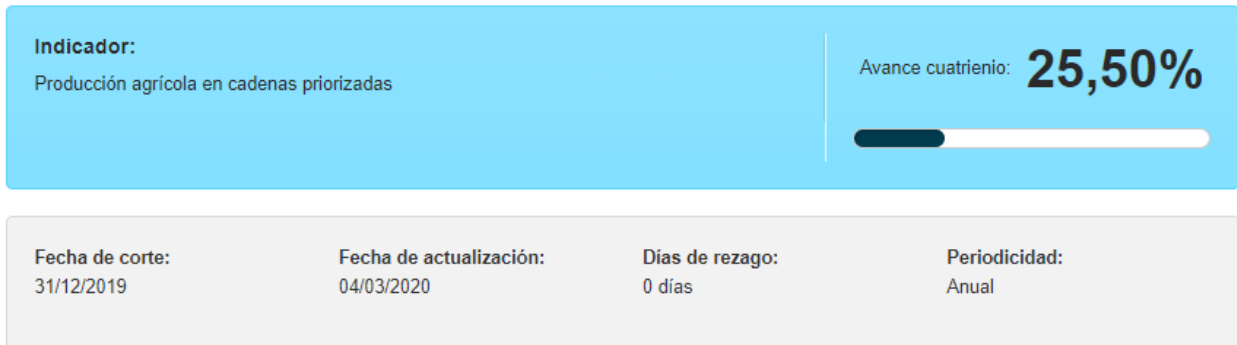 Indicador:
Producción agrícola en cadenas priorizadas
Avance cuatrienio: 25,50%
Fecha de corte:
31/12/2019
Fecha de actualización:
04/03/2020
Días de rezago:
0 días
Periodicidad:
Anual